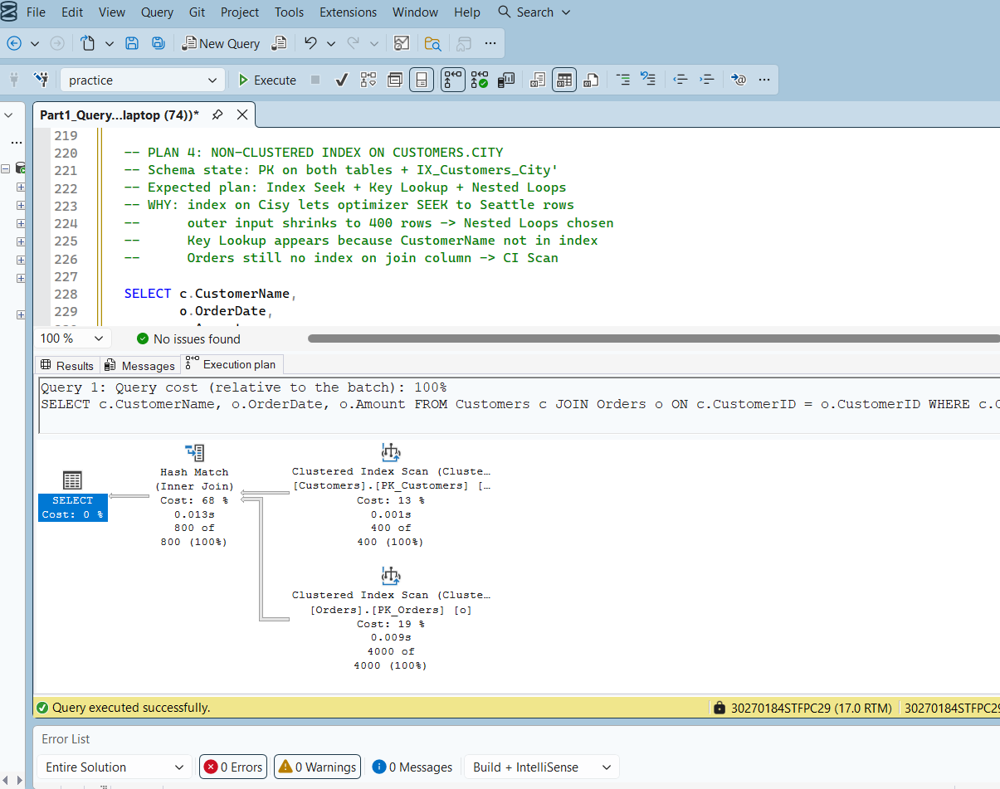 File Edit View Query Git Project Tools Extensions Window Help Search
New Query
practice Execute
Part1_Query...laptop (74))*
219
220 -- PLAN 4: NON-CLUSTERED INDEX ON CUSTOMERS.CITY
221 -- Schema state: PK on both tables + IX_Customers_City'
222 -- Expected plan: Index Seek + Key Lookup + Nested Loops
223 -- WHY: index on Cisy lets optimizer SEEK to Seattle rows
224 -- outer input shrinks to 400 rows -> Nested Loops chosen
225 -- Key Lookup appears because CustomerName not in index
226 -- Orders still no index on join column -> CI Scan
227
228 SELECT c.CustomerName,
229 o.OrderDate,
100 % No issues found
Results Messages Execution plan
Query 1: Query cost (relative to the batch): 100%
SELECT c.CustomerName, o.OrderDate, o.Amount FROM Customers c JOIN Orders o ON c.CustomerID = o.CustomerID WHERE c.
SELECT
Cost: 0 %
Hash Match
(Inner Join)
Cost: 68 %
0.013s
800 of
800 (100%)
Clustered Index Scan (Cluste...
[Customers].[PK_Customers] [...
Cost: 13 %
0.001s
400 of
400 (100%)
Clustered Index Scan (Cluste...
[Orders].[PK_Orders] [o]
Cost: 19 %
0.009s
4000 of
4000 (100%)
Query executed successfully. 30270184STFPC29 (17.0 RTM) 30270184STFPC29
Error List
Entire Solution 0 Errors 0 Warnings 0 Messages Build + IntelliSense